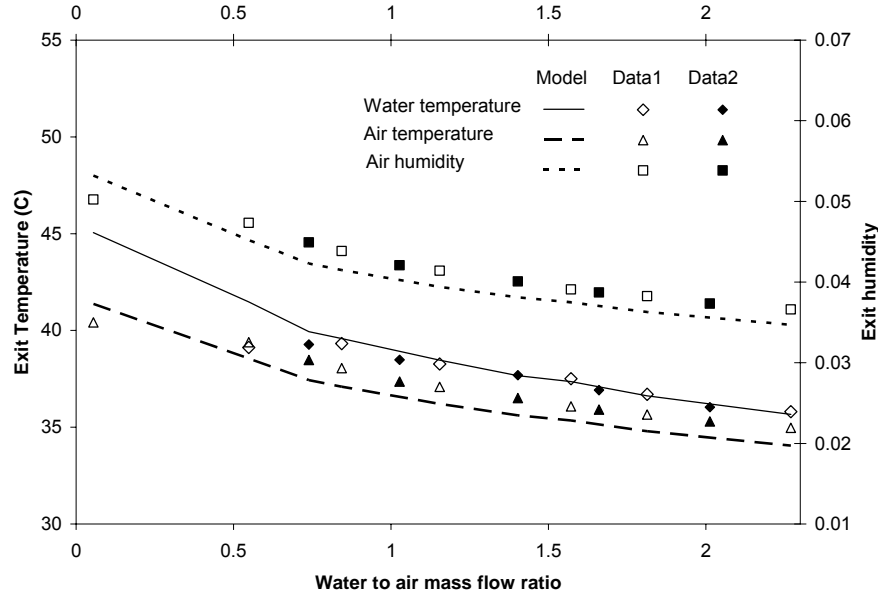 0 0.5 1 1.5 2
55 0.07
Model Data1 Data2
Water temperature
Air temperature
Air humidity
50 0.06
45 0.05
40 0.04
35 0.03
0.02
30 0.01
Exit Temperature (C)
Exit humidity
0 0.5 1 1.5 2
Water to air mass flow ratio